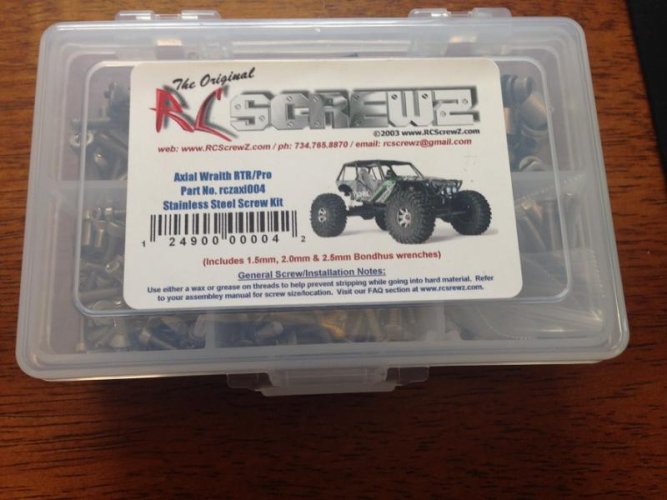 The Original
RC SCREWZ
©2003 www.RCScrewZ.com
web: www.RCScrewZ.com / ph: 734.765.8870 / email: rcscrewz@gmail.com
Axial Wraith RTR/Pro
Part No. rczaxl004
Stainless Steel Screw Kit
1 24900 00004 2
(Includes 1.5mm, 2.0mm & 2.5mm Bondhus wrenches)
General Screw/Installation Notes:
Use either a wax or grease on threads to help prevent stripping while going into hard material. Refer
to your assembley manual for screw size/location. Visit our FAQ section at www.rcsrewz.com.